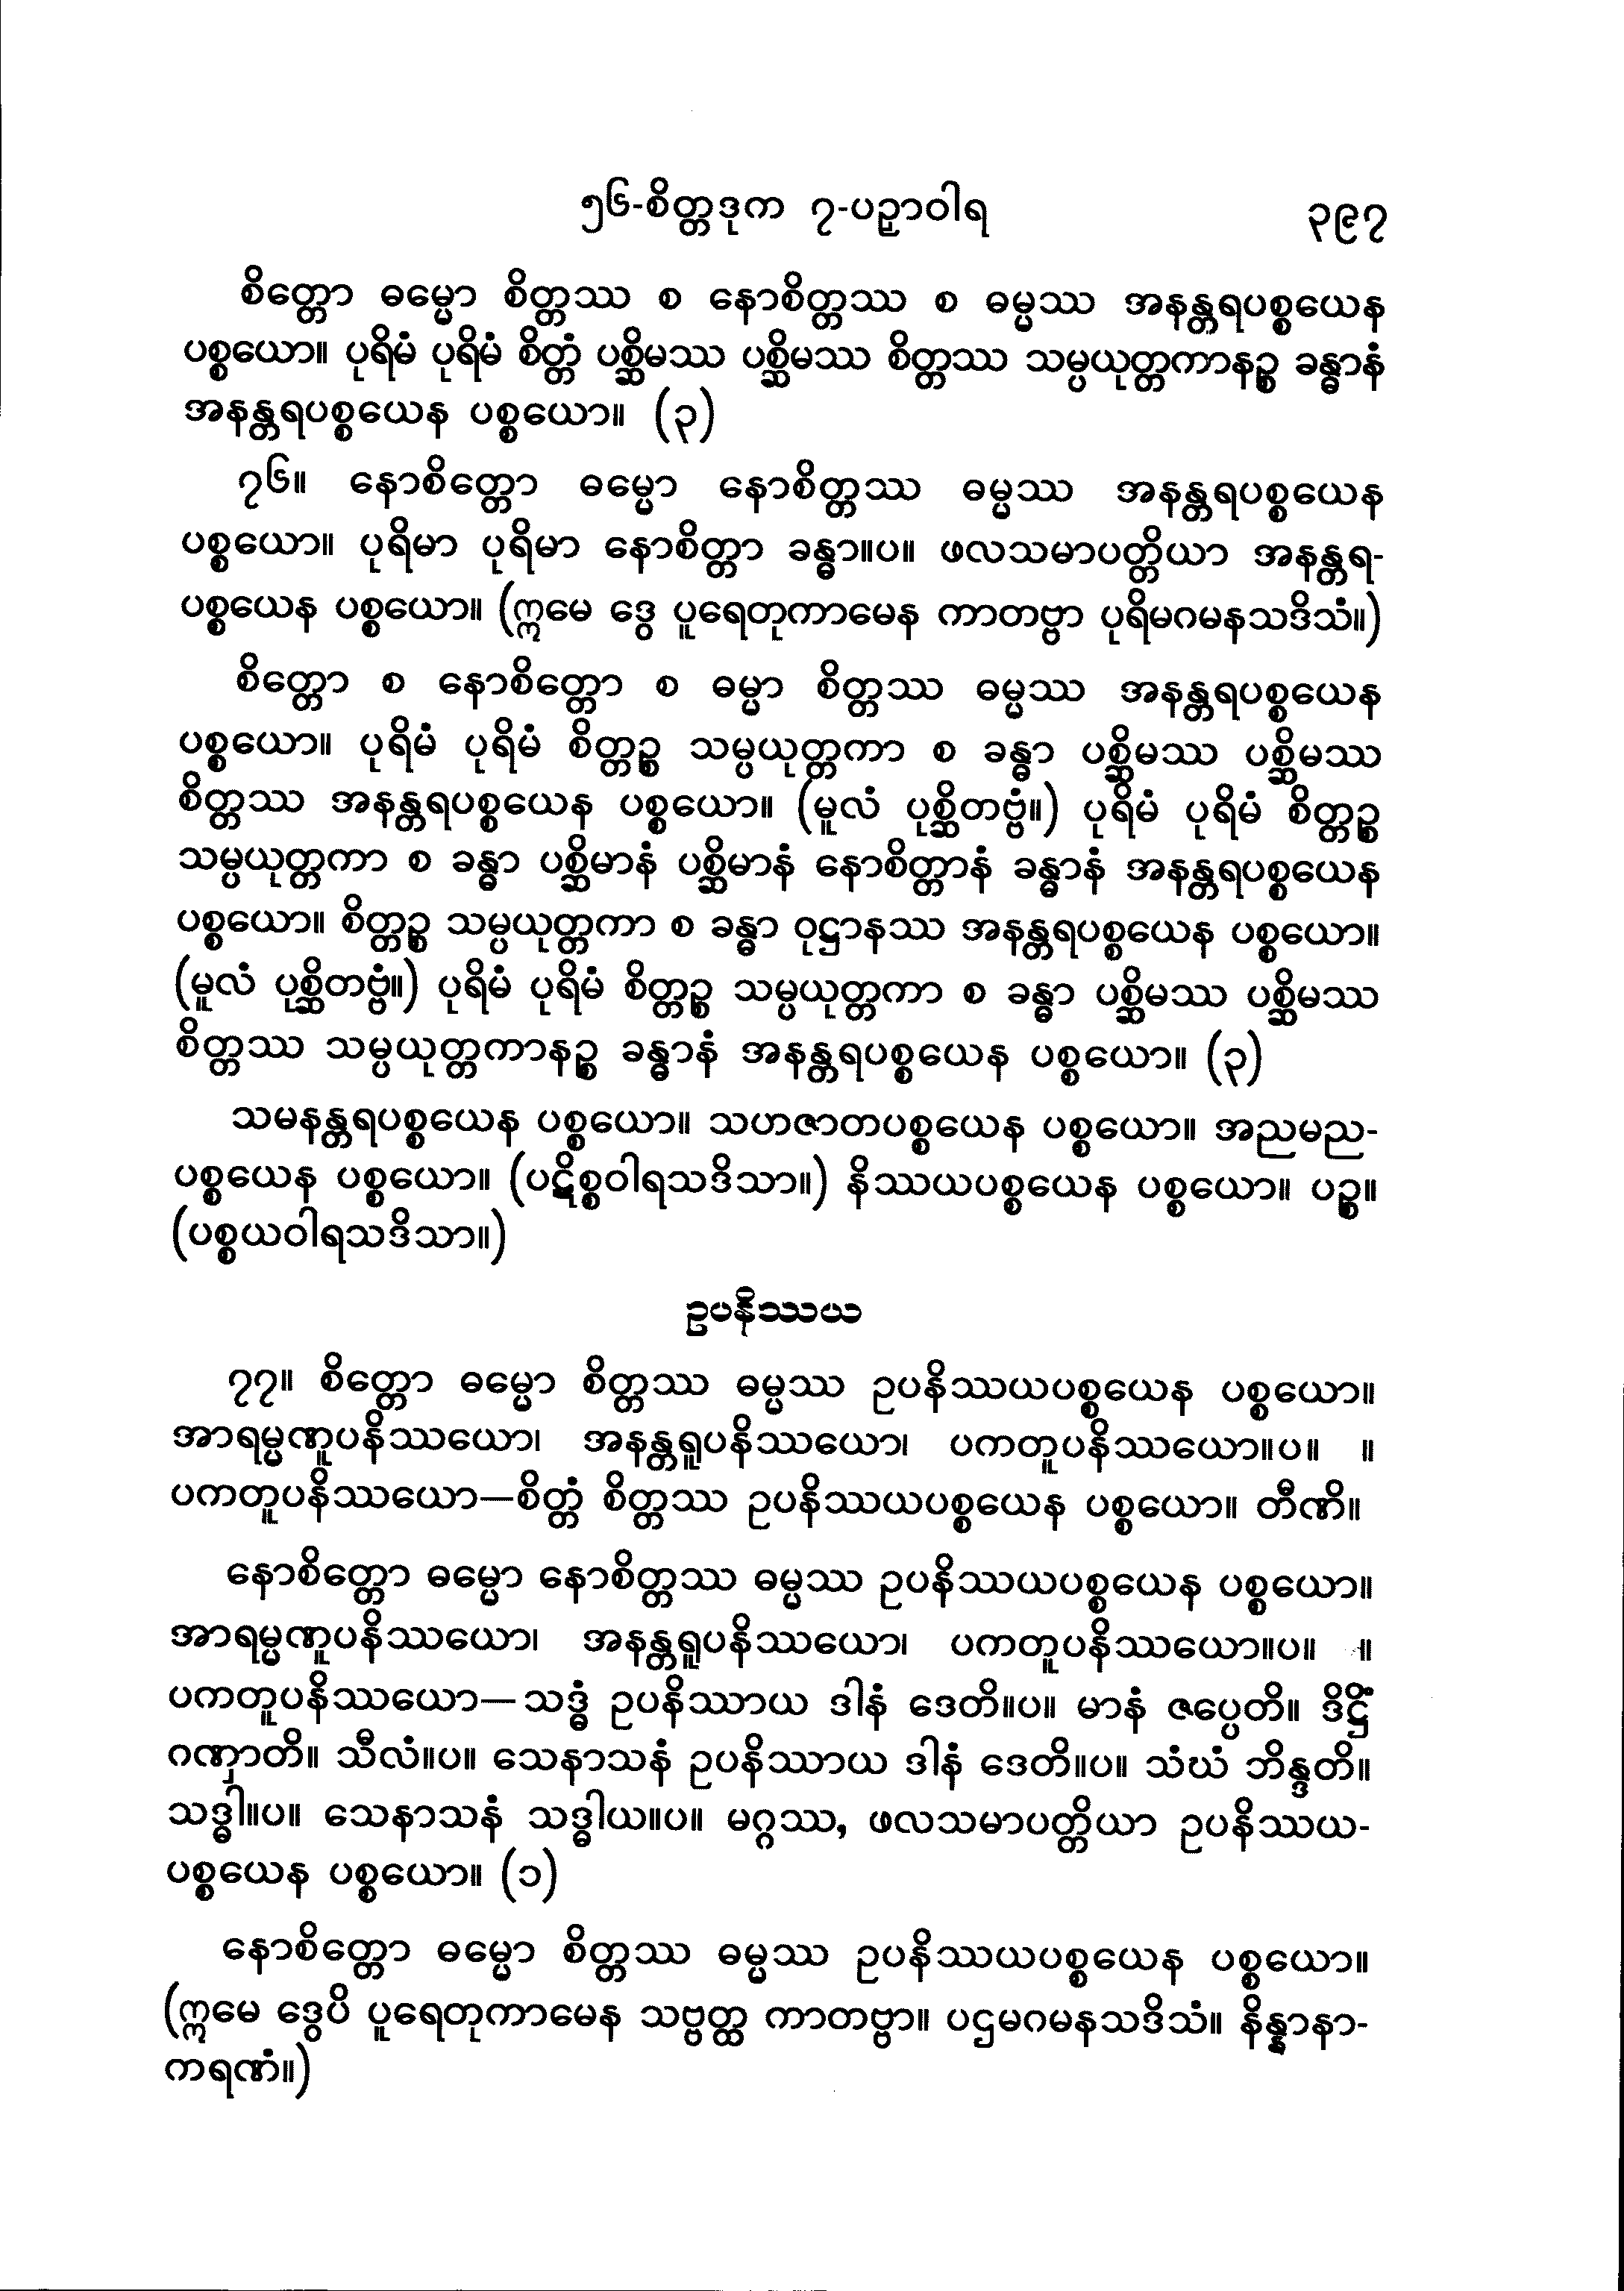 ၅၆-စိတ္တဒုက ၇-ပဉှာဝါရ ၃၉၇
စိတ္တော ဓမ္မော စိတ္တဿ စ နောစိတ္တဿ စ ဓမ္မဿ အနန္တရပစ္စယေန
ပစ္စယော။ ပုရိမံ ပုရိမံ စိတ္တံ ပစ္ဆိမဿ ပစ္ဆိမဿ စိတ္တဿ သမ္ပယုတ္တကာနဉ္စ ခန္ဓာနံ
အနန္တရပစ္စယေန ပစ္စယော။ (၃)
၇၆။ နောစိတ္တော ဓမ္မော နောစိတ္တဿ ဓမ္မဿ အနန္တရပစ္စယေန
ပစ္စယော။ ပုရိမာ ပုရိမာ နောစိတ္တာ ခန္ဓာ။ပ။ ဖလသမာပတ္တိယာ အနန္တရ-
ပစ္စယေန ပစ္စယော။ (ဣမေ ဒွေ ပူရေတုကာမေန ကာတဗ္ဗာ ပုရိမဂမနသဒိသံ။)
စိတ္တော စ နောစိတ္တော စ ဓမ္မာ စိတ္တဿ ဓမ္မဿ အနန္တရပစ္စယေန
ပစ္စယော။ ပုရိမံ ပုရိမံ စိတ္တဉ္စ သမ္ပယုတ္တကာ စ ခန္ဓာ ပစ္ဆိမဿ ပစ္ဆိမဿ
စိတ္တဿ အနန္တရပစ္စယေန ပစ္စယော။ (မူလံ ပုစ္ဆိတဗ္ဗံ။) ပုရိမံ ပုရိမံ စိတ္တဉ္စ
သမ္ပယုတ္တကာ စ ခန္ဓာ ပစ္ဆိမာနံ ပစ္ဆိမာနံ နောစိတ္တာနံ ခန္ဓာနံ အနန္တရပစ္စယေန
ပစ္စယော။ စိတ္တဉ္စ သမ္ပယုတ္တကာ စ ခန္ဓာ ဝုဋ္ဌာနဿ အနန္တရပစ္စယေန ပစ္စယော။
(မူလံ ပုစ္ဆိတဗ္ဗံ။) ပုရိမံ ပုရိမံ စိတ္တဉ္စ သမ္ပယုတ္တကာ စ ခန္ဓာ ပစ္ဆိမဿ ပစ္ဆိမဿ
စိတ္တဿ သမ္ပယုတ္တကာနဉ္စ ခန္ဓာနံ အနန္တရပစ္စယေန ပစ္စယော။ (၃)
သမနန္တရပစ္စယေန ပစ္စယော။ သဟဇာတပစ္စယေန ပစ္စယော။ အညမည-
ပစ္စယေန ပစ္စယော။ (ပဋိစ္စဝါရသဒိသာ။) နိဿယပစ္စယေန ပစ္စယော။ ပဉ္စ။
(ပစ္စယဝါရသဒိသာ။)
ဥပနိဿယ
၇၇။ စိတ္တော ဓမ္မော စိတ္တဿ ဓမ္မဿ ဥပနိဿယပစ္စယေန ပစ္စယော။
အာရမ္မဏူပနိဿယော၊ အနန္တရူပနိဿယော၊ ပကတူပနိဿယော။ပ။ ။
ပကတူပနိဿယော—စိတ္တံ စိတ္တဿ ဥပနိဿယပစ္စယေန ပစ္စယော။ တီဏိ။
နောစိတ္တော ဓမ္မော နောစိတ္တဿ ဓမ္မဿ ဥပနိဿယပစ္စယေန ပစ္စယော။
အာရမ္မဏူပနိဿယော၊ အနန္တရူပနိဿယော၊ ပကတူပနိဿယော။ပ။ ။
ပကတူပနိဿယော—သဒ္ဓံ ဥပနိဿာယ ဒါနံ ဒေတိ။ပ။ မာနံ ဇပ္ပေတိ။ ဒိဋ္ဌိံ
ဂဏှာတိ။ သီလံ။ပ။ သေနာသနံ ဥပနိဿာယ ဒါနံ ဒေတိ။ပ။ သံဃံ ဘိန္ဒတိ။
သဒ္ဓါ။ပ။ သေနာသနံ သဒ္ဓါယ။ပ။ မဂ္ဂဿ, ဖလသမာပတ္တိယာ ဥပနိဿယ-
ပစ္စယေန ပစ္စယော။ (၁)
နောစိတ္တော ဓမ္မော စိတ္တဿ ဓမ္မဿ ဥပနိဿယပစ္စယေန ပစ္စယော။
(ဣမေ ဒွေပိ ပူရေတုကာမေန သဗ္ဗတ္ထ ကာတဗ္ဗာ။ ပဌမဂမနသဒိသံ။ နိန္နာနာ-
ကရဏံ။)